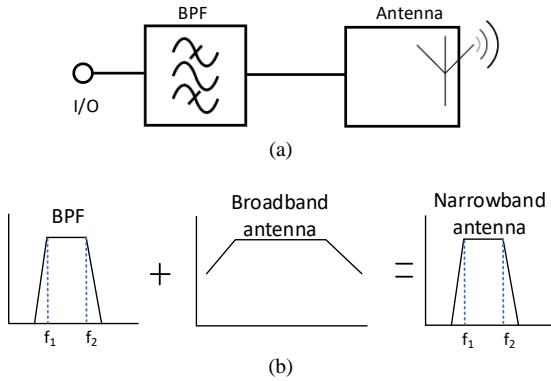 BPF
Antenna
I/O
(a)
BPF
Broadband
antenna
Narrowband
antenna
+
=
f1
f2
f1
f2
(b)